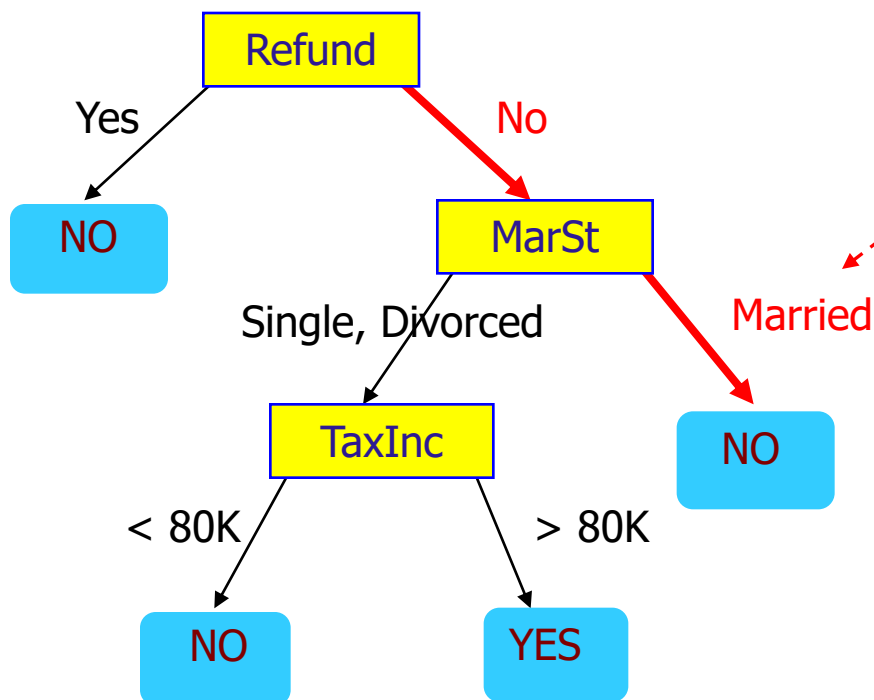 Refund
Yes
No
NO
MarSt
Single, Divorced
Married
TaxInc
NO
< 80K
> 80K
NO
YES